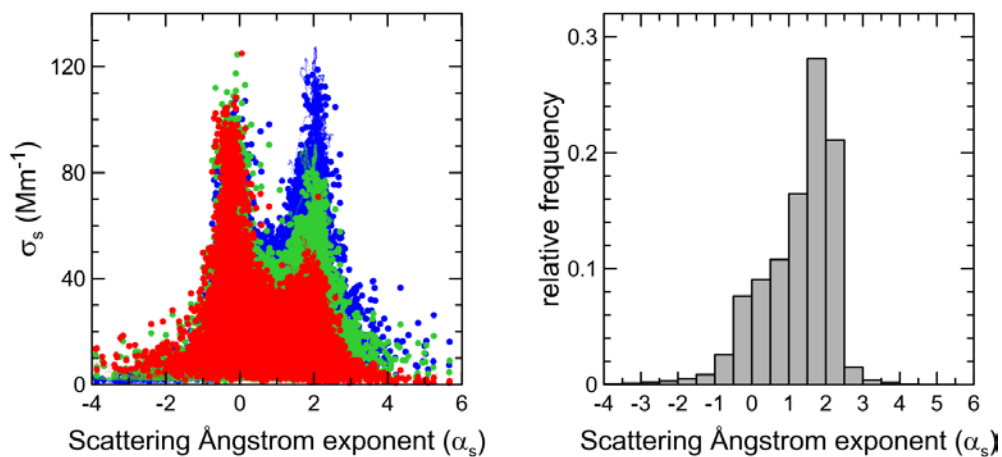 σs (Mm-1)
120
80
40
0
-4 -2 0 2 4 6
Scattering Ångstrom exponent (αs)
relative frequency
0.3
0.2
0.1
0
-4 -3 -2 -1 0 1 2 3 4 5 6
Scattering Ångstrom exponent (αs)